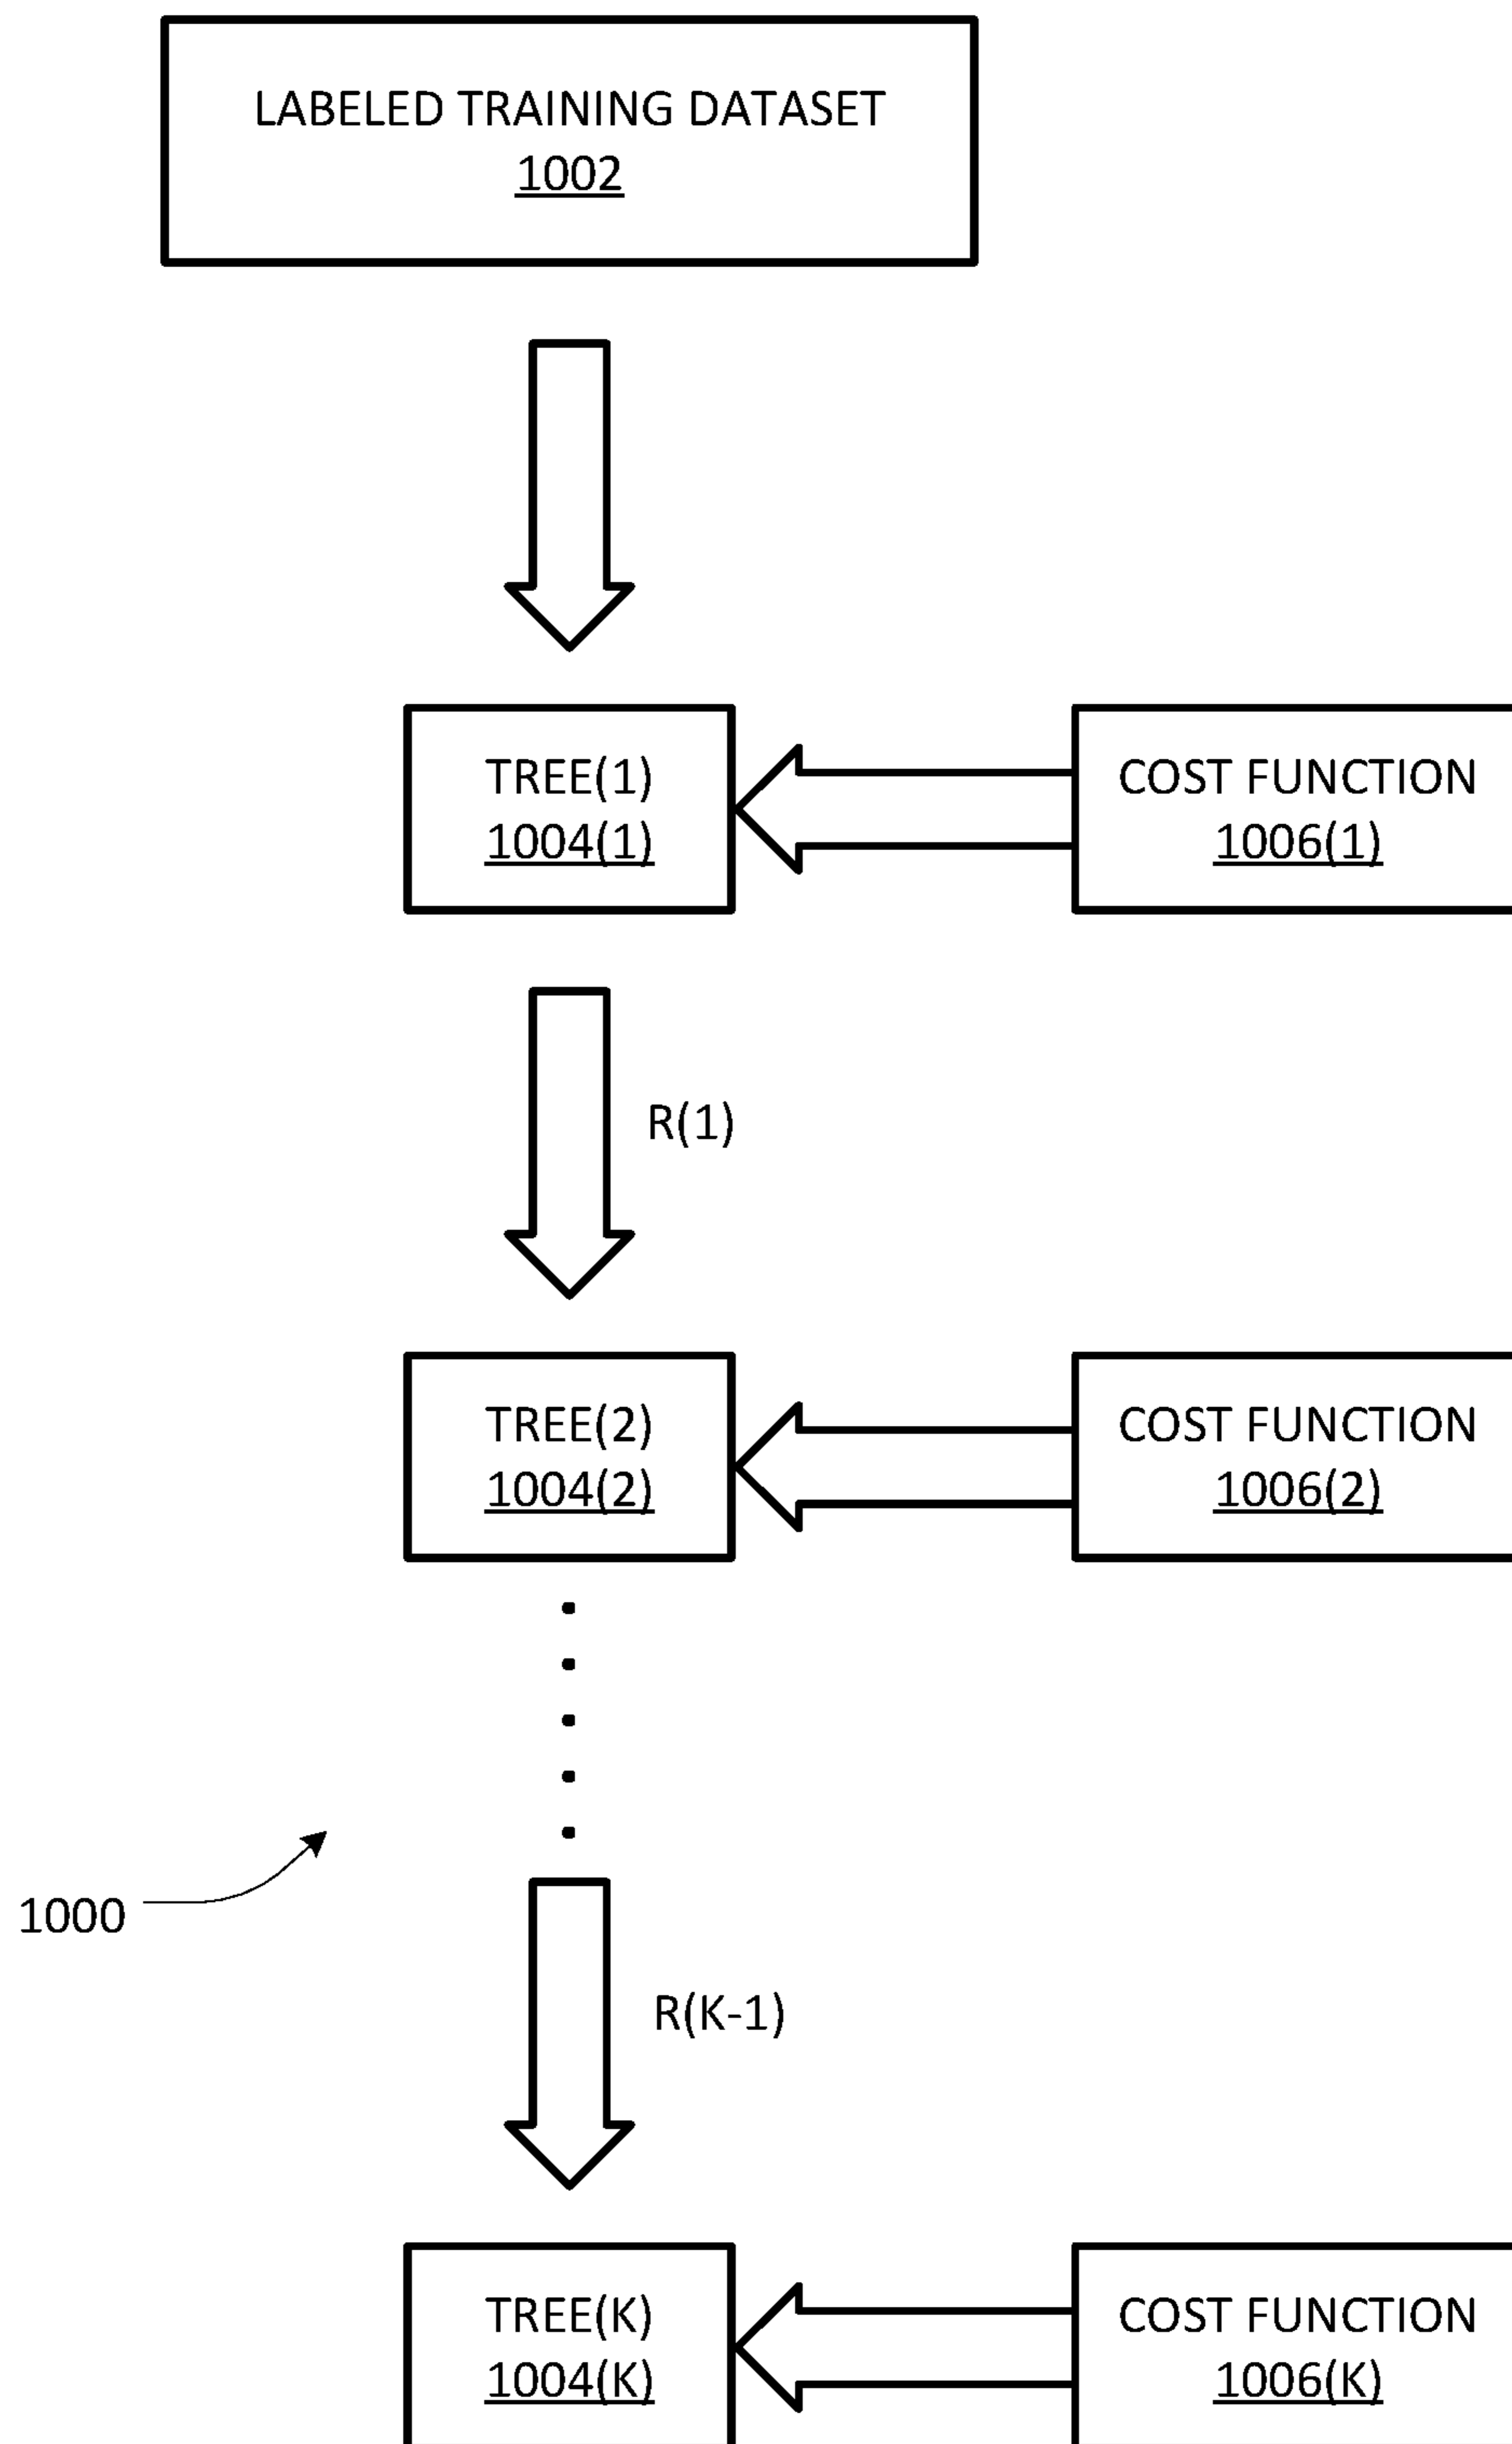 LABELED TRAINING DATASET
1002
TREE(1)
1004(1)
COST FUNCTION
1006(1)
R(1)
TREE(2)
1004(2)
COST FUNCTION
1006(2)
1000
R(K-1)
TREE(K)
1004(K)
COST FUNCTION
1006(K)